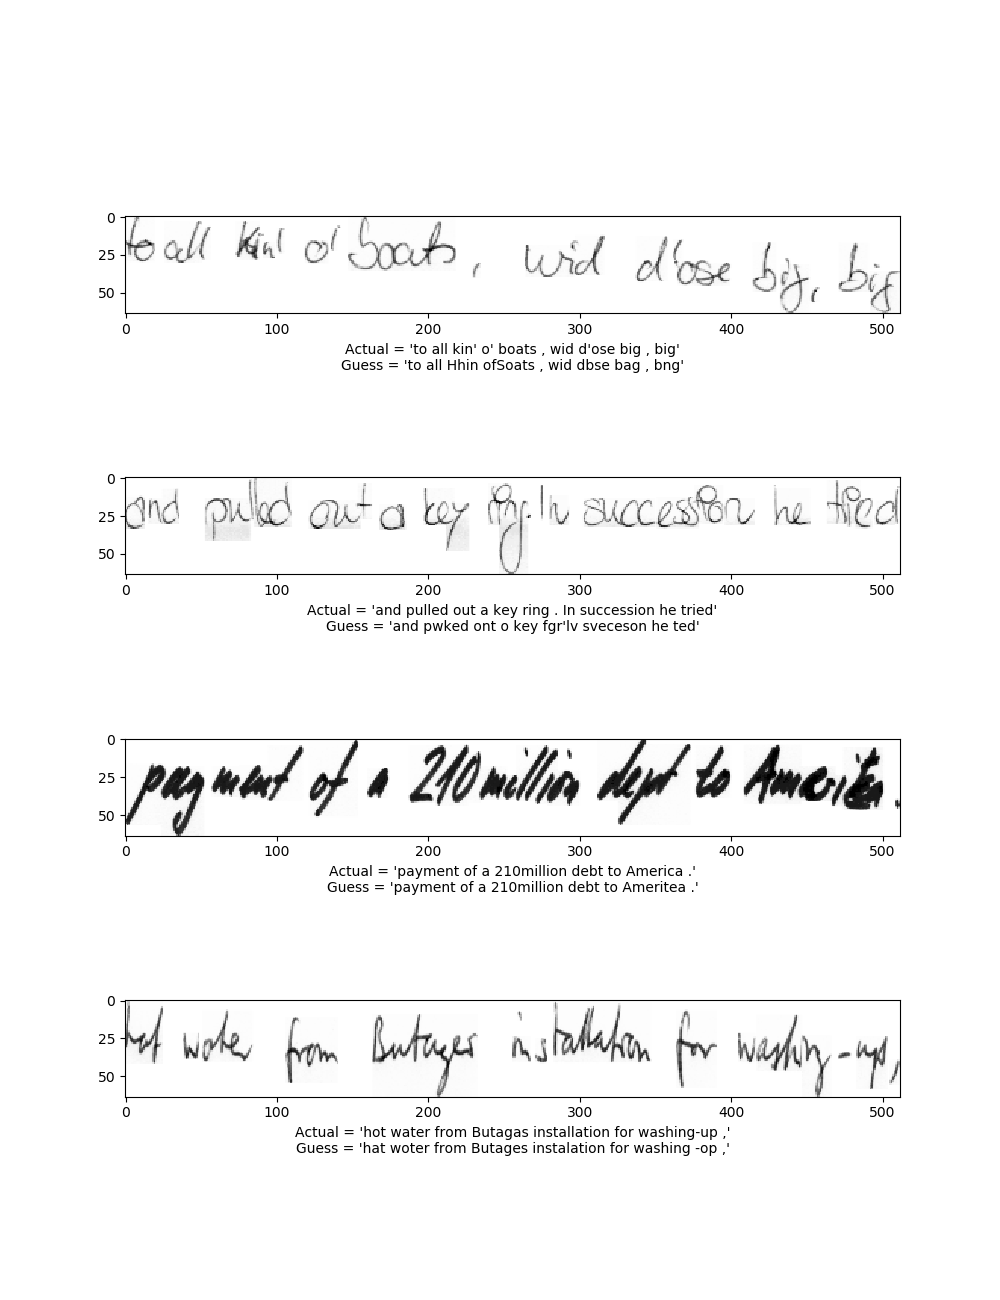 0
25
50
to all kin' o' boats, wid d'ose big, big
0 100 200 300 400 500
Actual = 'to all kin' o' boats , wid d'ose big , big'
Guess = 'to all Hhin ofSoats , wid dbse bag , bng'
0
25
50
and pulled out a key ring. In succession he tried
0 100 200 300 400 500
Actual = 'and pulled out a key ring . In succession he tried'
Guess = 'and pwked ont o key fgr'lv sveceson he ted'
0
25
50
payment of a 210million dept to America.
0 100 200 300 400 500
Actual = 'payment of a 210million debt to America .'
Guess = 'payment of a 210million debt to Ameritea .'
0
25
50
hot water from Butages installation for washing-up,
0 100 200 300 400 500
Actual = 'hot water from Butagas installation for washing-up ,'
Guess = 'hat woter from Butages instalation for washing -op ,'